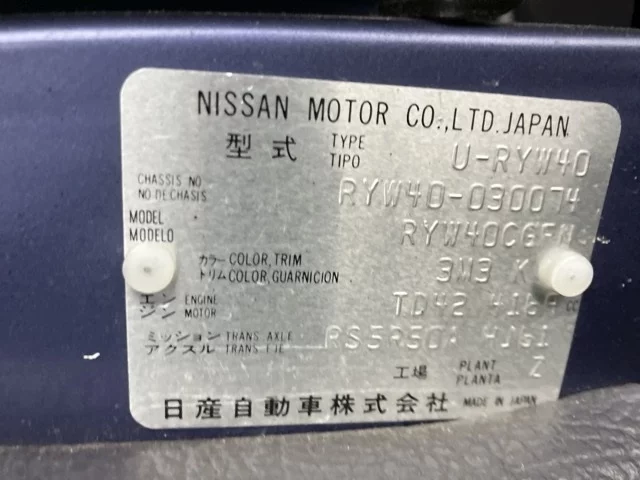 NISSAN MOTOR CO.,LTD.JAPAN
型式 TYPE TIPO U-RYW40
CHASSIS NO NO DE CHASIS RYW40-030074
MODEL MODELO
カラー COLOR, TRIM トリム COLOR, GUARNICION 3M3 K
エンジン ENGINE MOTOR TD42 cc
ミッション TRANS. AXLE アクスル TRANS. EJE RS5R50A
工場 PLANT PLANTA Z
日産自動車株式会社 MADE IN JAPAN